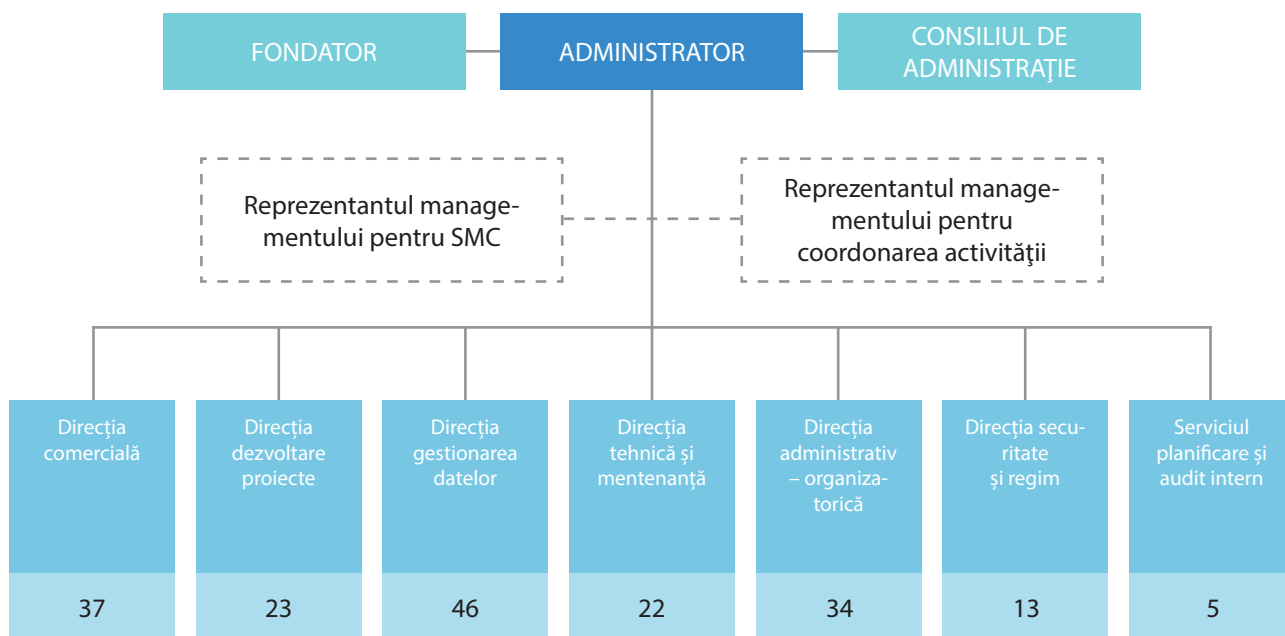 FONDATOR
ADMINISTRATOR
CONSILIUL DE
ADMINISTRAŢIE
Reprezentantul manage-
mentului pentru SMC
Reprezentantul manage-
mentului pentru
coordonarea activităţii
Direcția
comercială
Direcția
dezvoltare
proiecte
Direcția
gestionarea
datelor
Direcția
tehnică și
mentenanță
Direcția
administrativ
– organiza-
torică
Direcția secu-
ritate
și regim
Serviciul
planificare și
audit intern
37
23
46
22
34
13
5